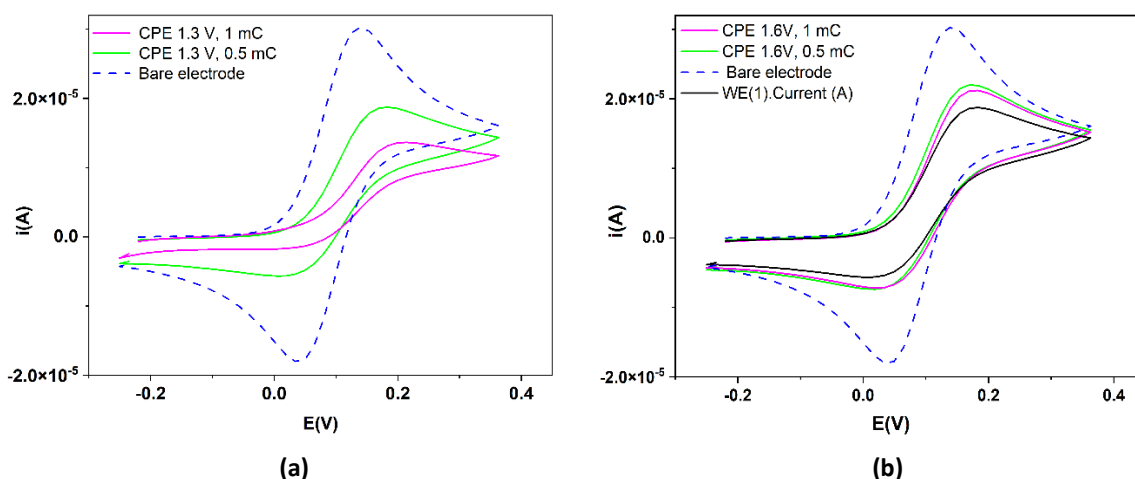 CPE 1.3 V, 1 mC
CPE 1.3 V, 0.5 mC
Bare electrode
2.0×10⁻⁵
0.0
-2.0×10⁻⁵
i(A)
-0.2 0.0 0.2 0.4
E(V)
(a)
CPE 1.6V, 1 mC
CPE 1.6V, 0.5 mC
Bare electrode
WE(1).Current (A)
2.0×10⁻⁵
0.0
-2.0×10⁻⁵
i(A)
-0.2 0.0 0.2 0.4
E(V)
(b)